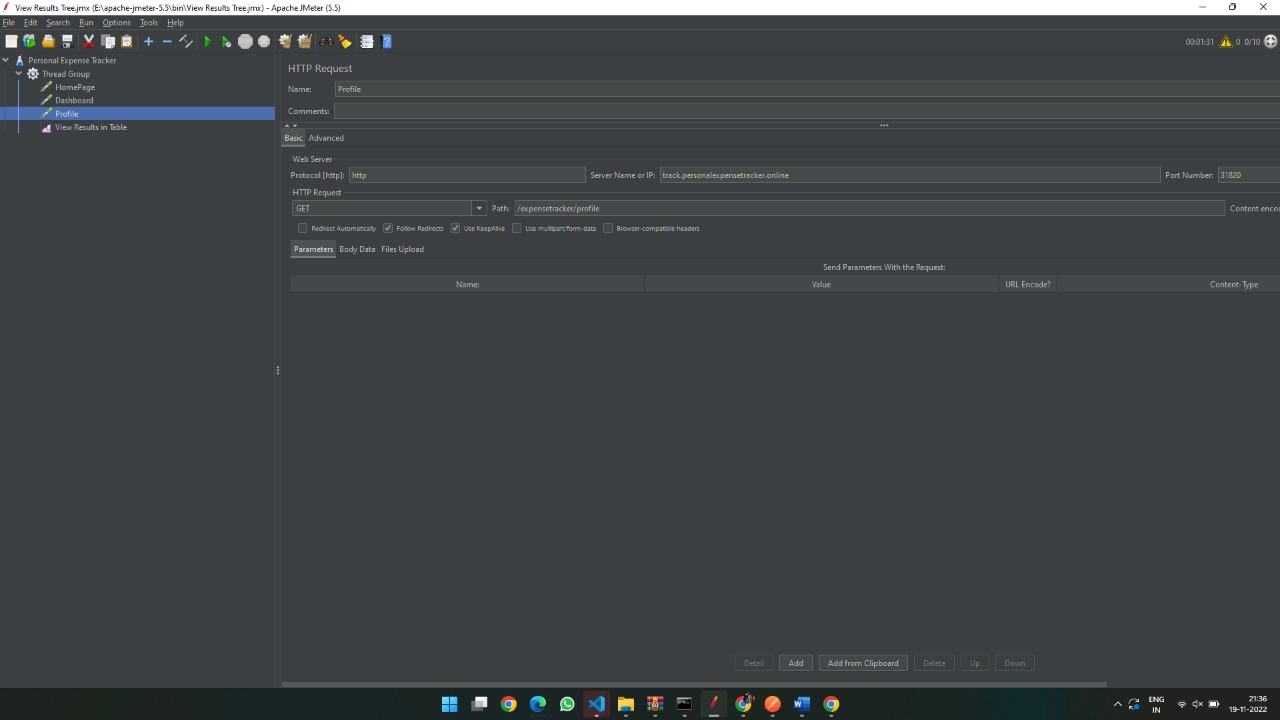 View Results Tree.jmx (E:\apache-jmeter-5.5\bin\View Results Tree.jmx) - Apache JMeter (5.5)
File Edit Search Run Options Tools Help
00:01:31 0 0/10
Personal Expense Tracker
Thread Group
HomePage
Dashboard
Profile
View Results in Table
HTTP Request
Name: Profile
Comments:
Basic Advanced
Web Server
Protocol [http]: http Server Name or IP: track.personalexpensetracker.online Port Number: 31820
HTTP Request
GET Path: /expensetracker/profile Content enco
Redirect Automatically Follow Redirects Use KeepAlive Use multipart/form-data Browser-compatible headers
Parameters Body Data Files Upload
Send Parameters With the Request:
Name: Value URL Encode? Content-Type
Detail Add Add from Clipboard Delete Up Down
ENG
IN
21:36
19-11-2022